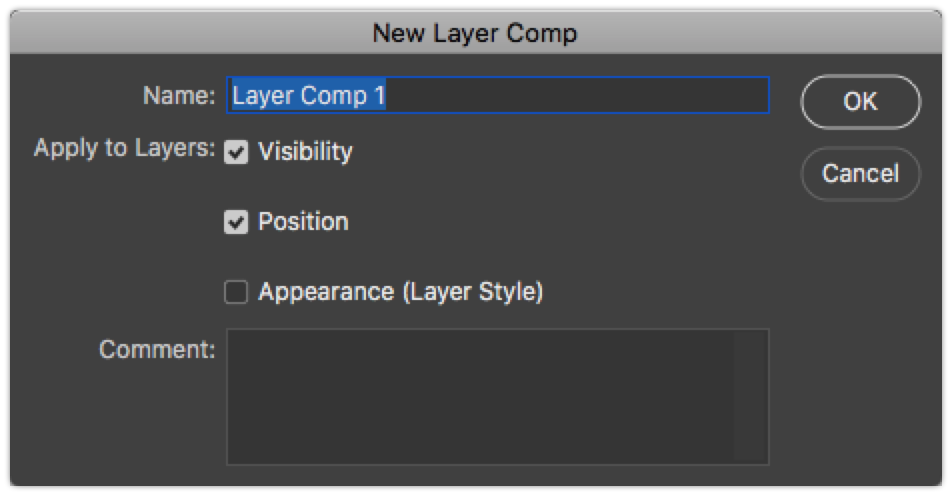 New Layer Comp
Name: Layer Comp 1
OK
Apply to Layers: Visibility
Cancel
Position
Appearance (Layer Style)
Comment: